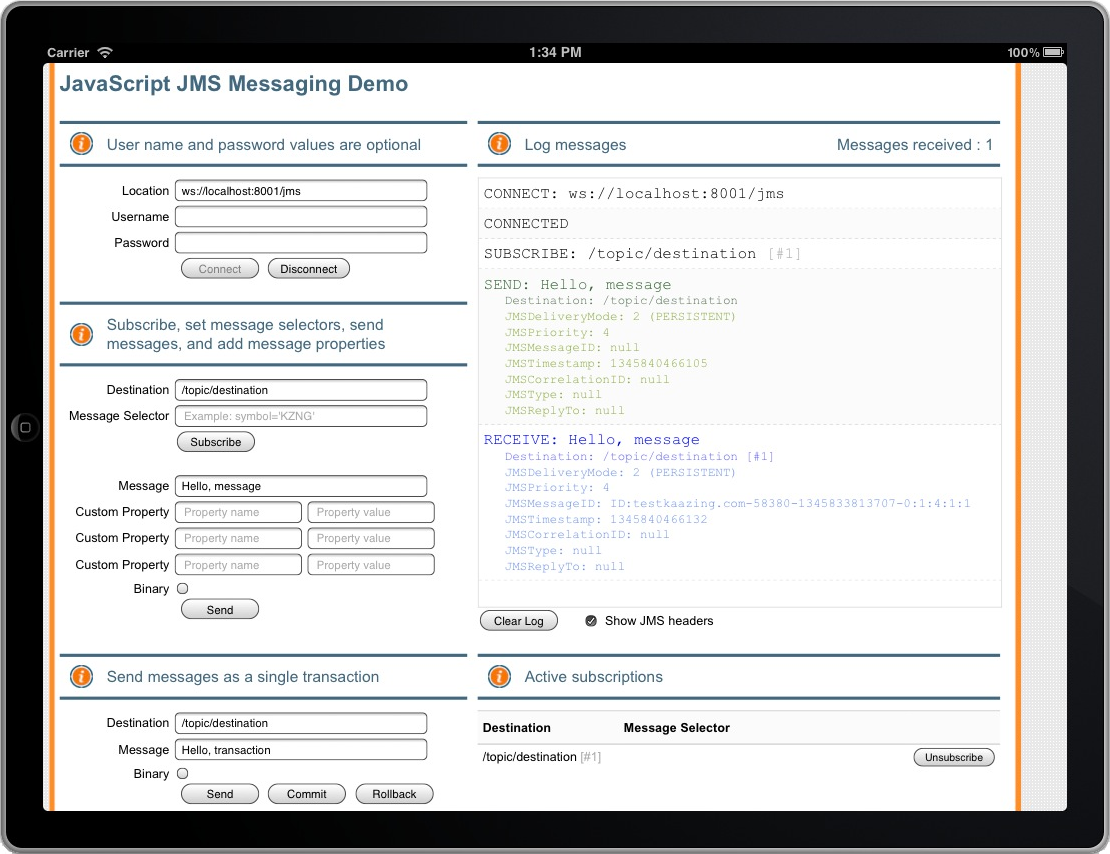 Carrier
1:34 PM
100%
JavaScript JMS Messaging Demo
User name and password values are optional
Location ws://localhost:8001/jms
Username
Password
Connect Disconnect
Subscribe, set message selectors, send
messages, and add message properties
Destination /topic/destination
Message Selector Example: symbol='KZNG'
Subscribe
Message Hello, message
Custom Property Property name Property value
Custom Property Property name Property value
Custom Property Property name Property value
Binary
Send
Send messages as a single transaction
Destination /topic/destination
Message Hello, transaction
Binary
Send Commit Rollback
Log messages Messages received : 1
CONNECT: ws://localhost:8001/jms
CONNECTED
SUBSCRIBE: /topic/destination [#1]
SEND: Hello, message
Destination: /topic/destination
JMSDeliveryMode: 2 (PERSISTENT)
JMSPriority: 4
JMSMessageID: null
JMSTimestamp: 1345840466105
JMSCorrelationID: null
JMSType: null
JMSReplyTo: null
RECEIVE: Hello, message
Destination: /topic/destination [#1]
JMSDeliveryMode: 2 (PERSISTENT)
JMSPriority: 4
JMSMessageID: ID:testkaazing.com-58380-1345833813707-0:1:4:1:1
JMSTimestamp: 1345840466132
JMSCorrelationID: null
JMSType: null
JMSReplyTo: null
Clear Log Show JMS headers
Active subscriptions
Destination Message Selector
/topic/destination [#1] Unsubscribe